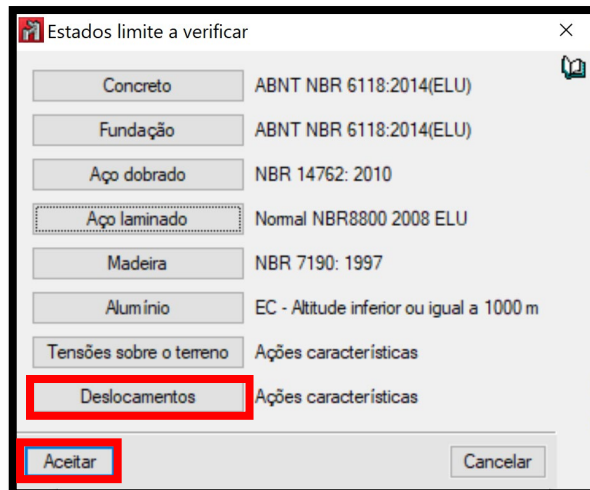 Estados limite a verificar
Concreto ABNT NBR 6118:2014(ELU)
Fundação ABNT NBR 6118:2014(ELU)
Aço dobrado NBR 14762: 2010
Aço laminado Normal NBR8800 2008 ELU
Madeira NBR 7190: 1997
Alumínio EC - Altitude inferior ou igual a 1000 m
Tensões sobre o terreno Ações características
Deslocamentos Ações características
Aceitar Cancelar